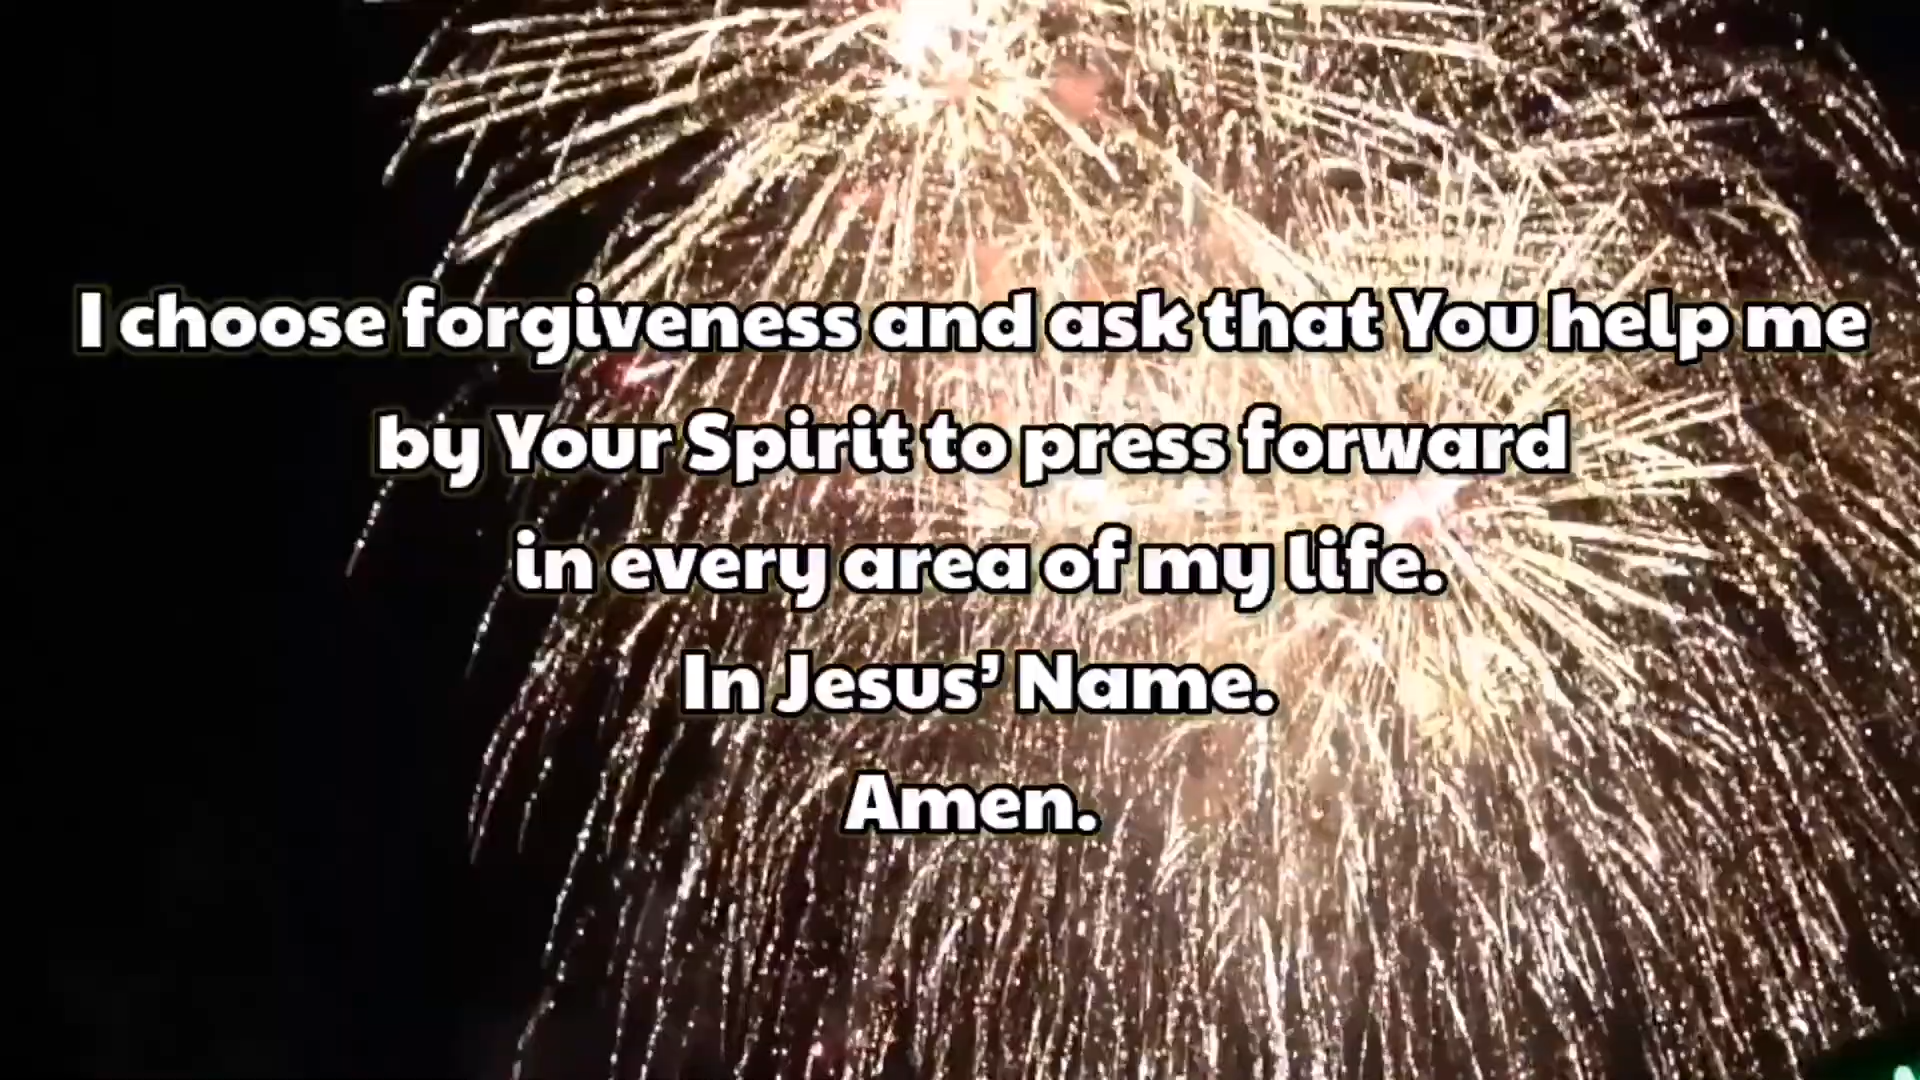 I choose forgiveness and ask that You help me
by Your Spirit to press forward
in every area of my life.
In Jesus’ Name.
Amen.